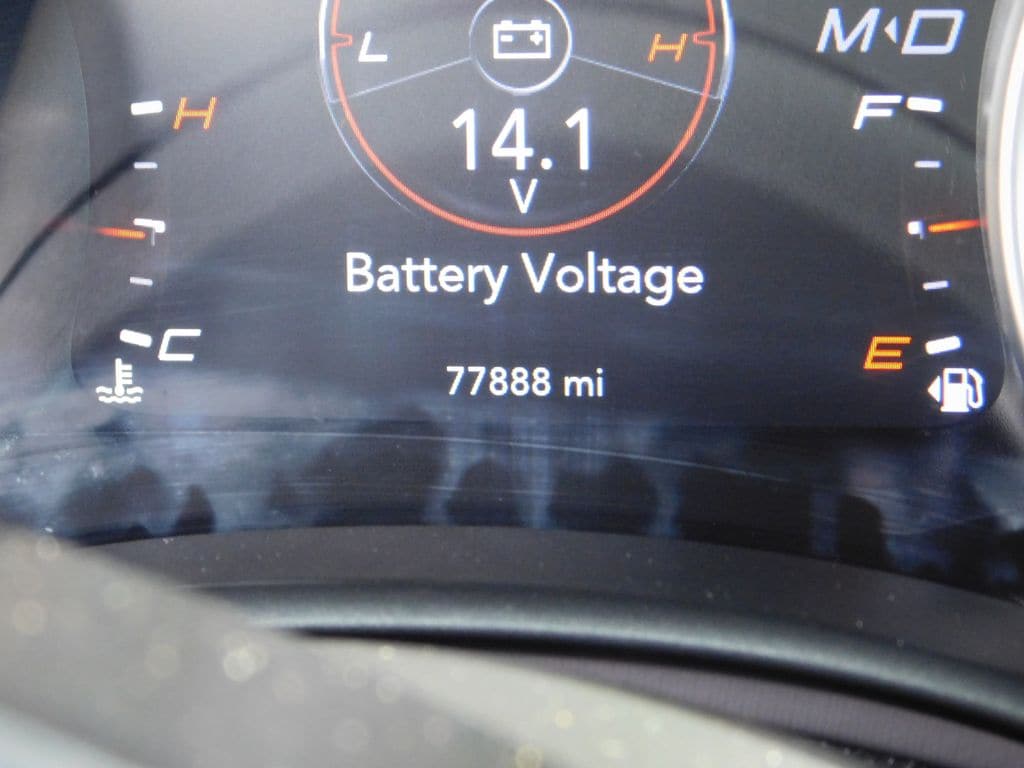 L H M◂D
H F
14.1
V
Battery Voltage
C E
77888 mi